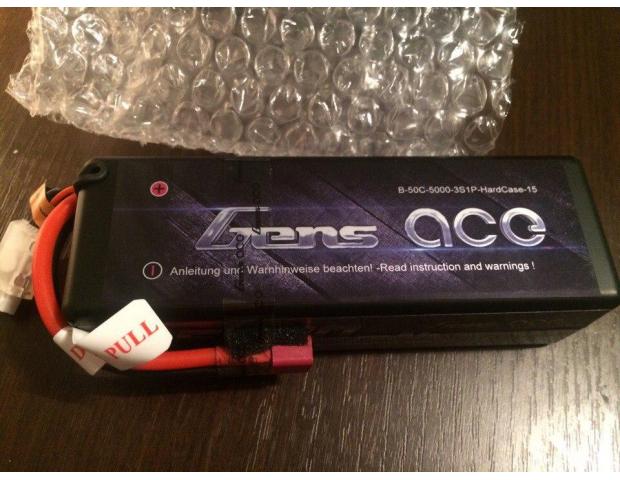 B-50C-5000-3S1P-HardCase-15
Gens ace
Anleitung und Warnhinweise beachten! -Read instruction and warnings !
D
PULL